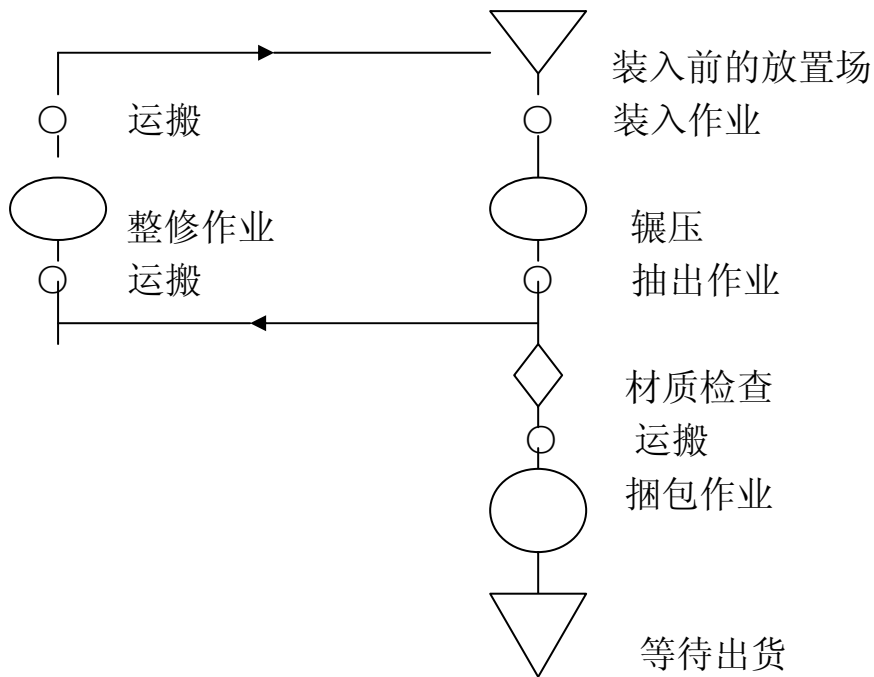 装入前的放置场
运搬
装入作业
整修作业
辗压
运搬
抽出作业
材质检查
运搬
捆包作业
等待出货